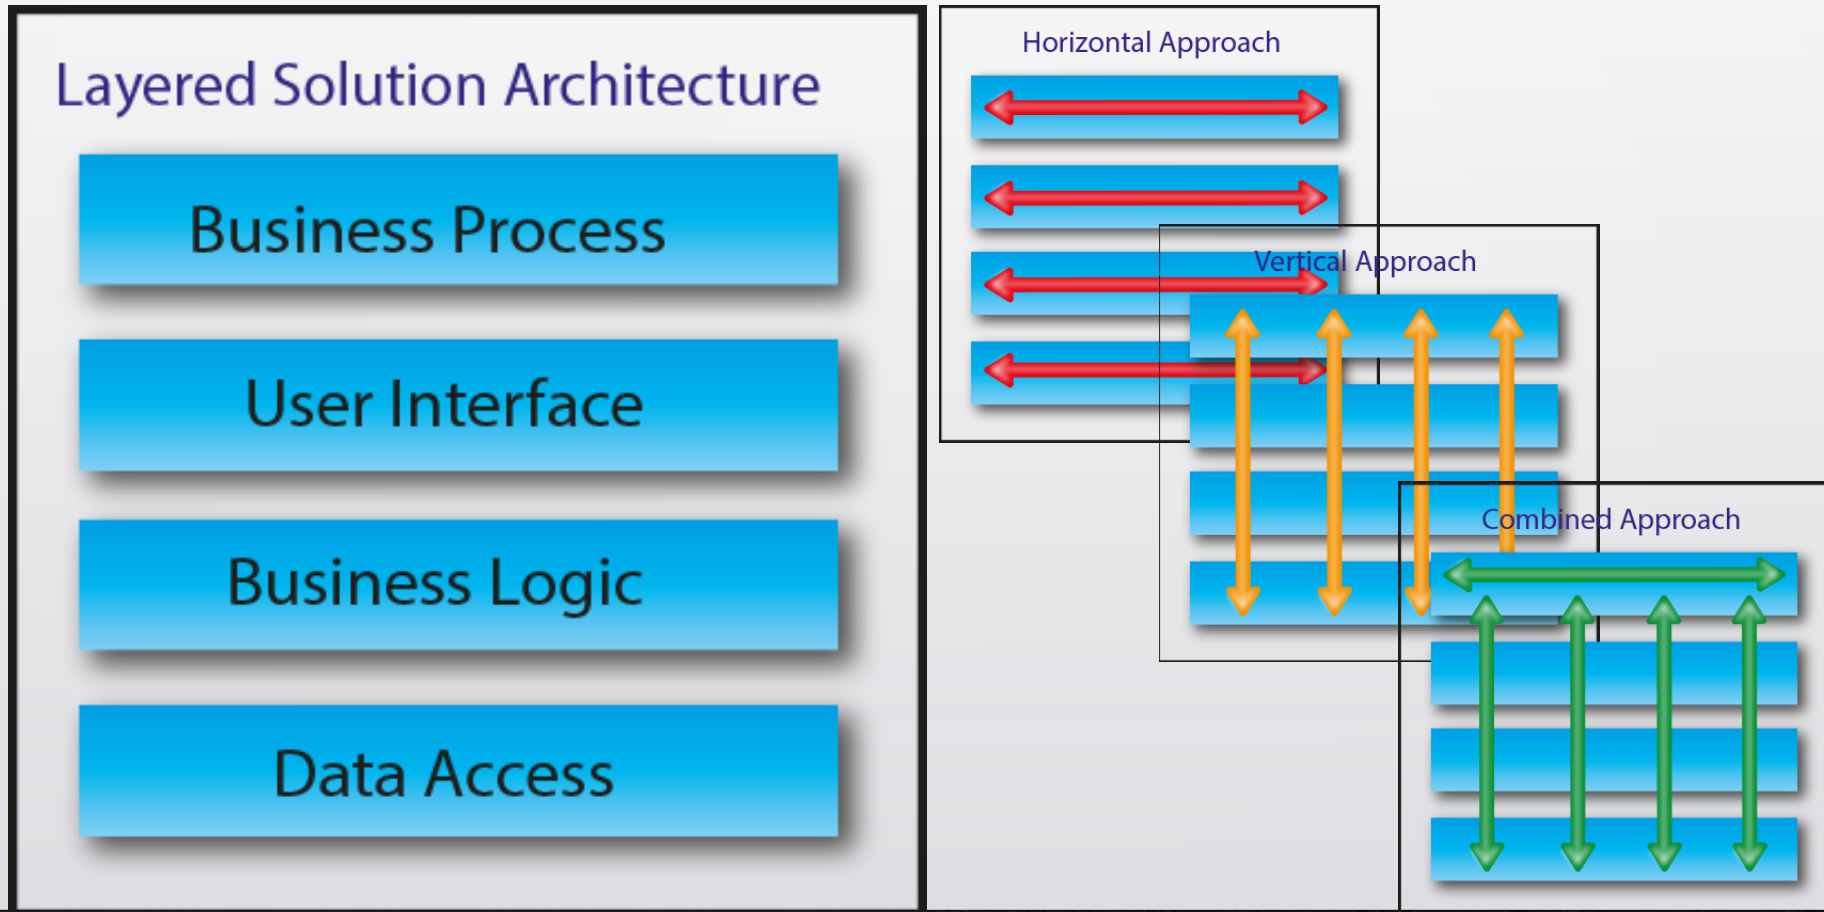 Layered Solution Architecture
Business Process
User Interface
Business Logic
Data Access
Horizontal Approach
Vertical Approach
Combined Approach